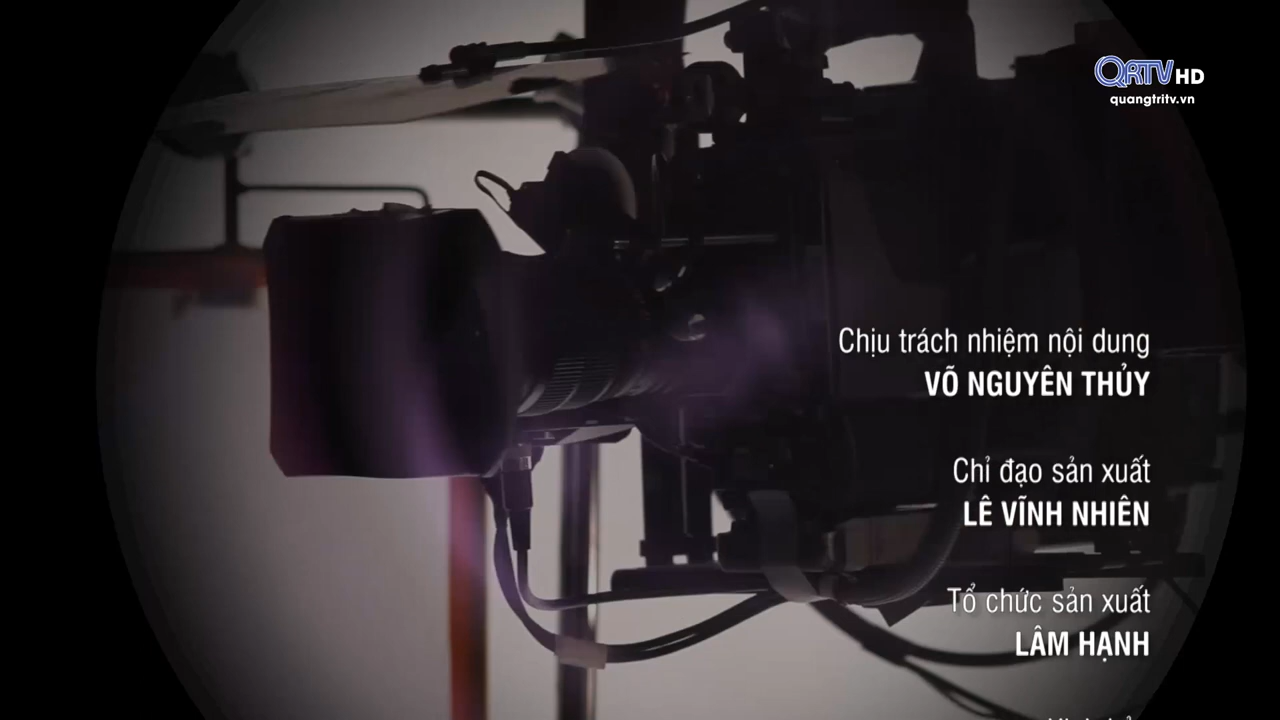 QRTV HD
quangtritv.vn
Chịu trách nhiệm nội dung
VÕ NGUYÊN THỦY
Chỉ đạo sản xuất
LÊ VĨNH NHIÊN
Tổ chức sản xuất
LÂM HẠNH